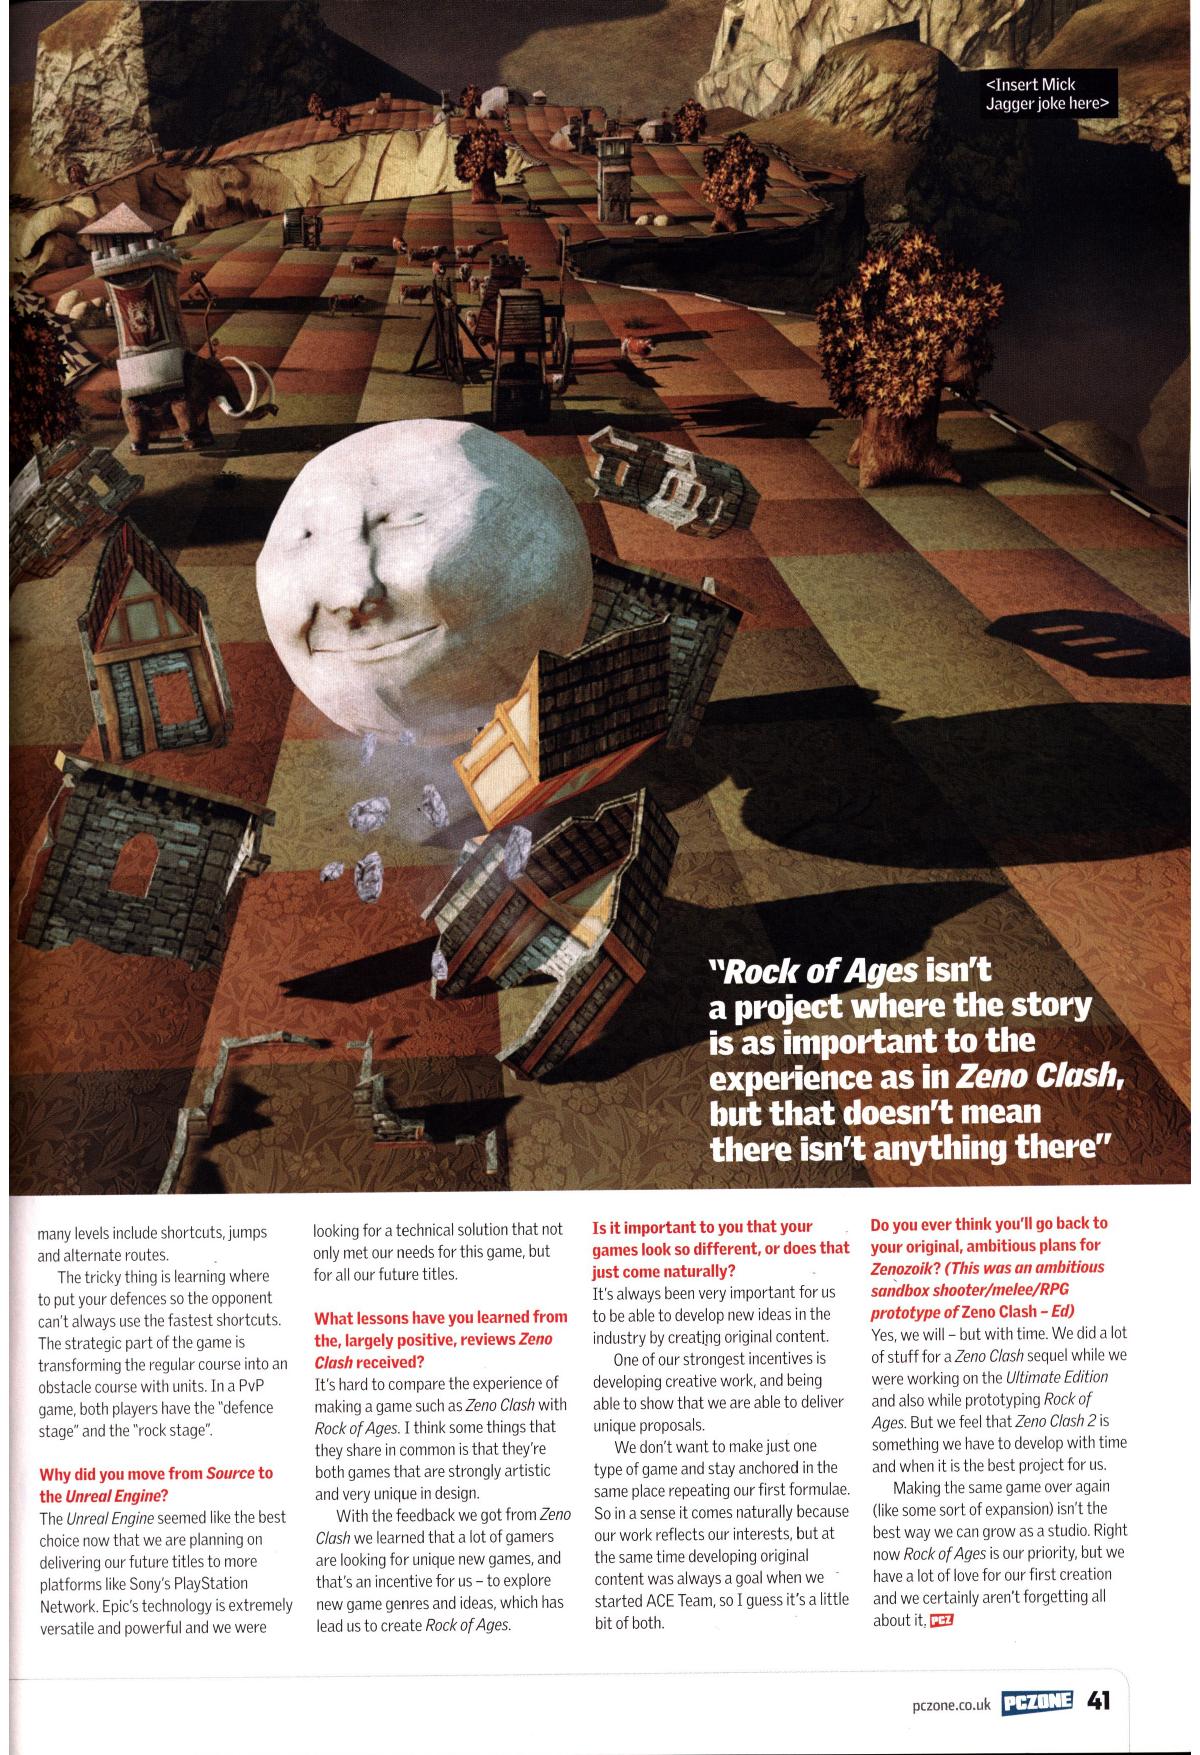 <Insert Mick
Jagger joke here>
"Rock of Ages isn't
a project where the story
is as important to the
experience as in Zeno Clash,
but that doesn't mean
there isn't anything there"
many levels include shortcuts, jumps
and alternate routes.
The tricky thing is learning where
to put your defences so the opponent
can't always use the fastest shortcuts.
The strategic part of the game is
transforming the regular course into an
obstacle course with units. In a PvP
game, both players have the "defence
stage" and the "rock stage".
Why did you move from Source to
the Unreal Engine?
The Unreal Engine seemed like the best
choice now that we are planning on
delivering our future titles to more
platforms like Sony's PlayStation
Network. Epic's technology is extremely
versatile and powerful and we were
looking for a technical solution that not
only met our needs for this game, but
for all our future titles.
What lessons have you learned from
the, largely positive, reviews Zeno
Clash received?
It's hard to compare the experience of
making a game such as Zeno Clash with
Rock of Ages. I think some things that
they share in common is that they're
both games that are strongly artistic
and very unique in design.
With the feedback we got from Zeno
Clash we learned that a lot of gamers
are looking for unique new games, and
that's an incentive for us – to explore
new game genres and ideas, which has
lead us to create Rock of Ages.
Is it important to you that your
games look so different, or does that
just come naturally?
It's always been very important for us
to be able to develop new ideas in the
industry by creating original content.
One of our strongest incentives is
developing creative work, and being
able to show that we are able to deliver
unique proposals.
We don't want to make just one
type of game and stay anchored in the
same place repeating our first formulae.
So in a sense it comes naturally because
our work reflects our interests, but at
the same time developing original
content was always a goal when we
started ACE Team, so I guess it's a little
bit of both.
Do you ever think you'll go back to
your original, ambitious plans for
Zenozoik? (This was an ambitious
sandbox shooter/melee/RPG
prototype of Zeno Clash – Ed)
Yes, we will – but with time. We did a lot
of stuff for a Zeno Clash sequel while we
were working on the Ultimate Edition
and also while prototyping Rock of
Ages. But we feel that Zeno Clash 2 is
something we have to develop with time
and when it is the best project for us.
Making the same game over again
(like some sort of expansion) isn't the
best way we can grow as a studio. Right
now Rock of Ages is our priority, but we
have a lot of love for our first creation
and we certainly aren't forgetting all
about it. PCZ
pczone.co.uk PCZONE 41